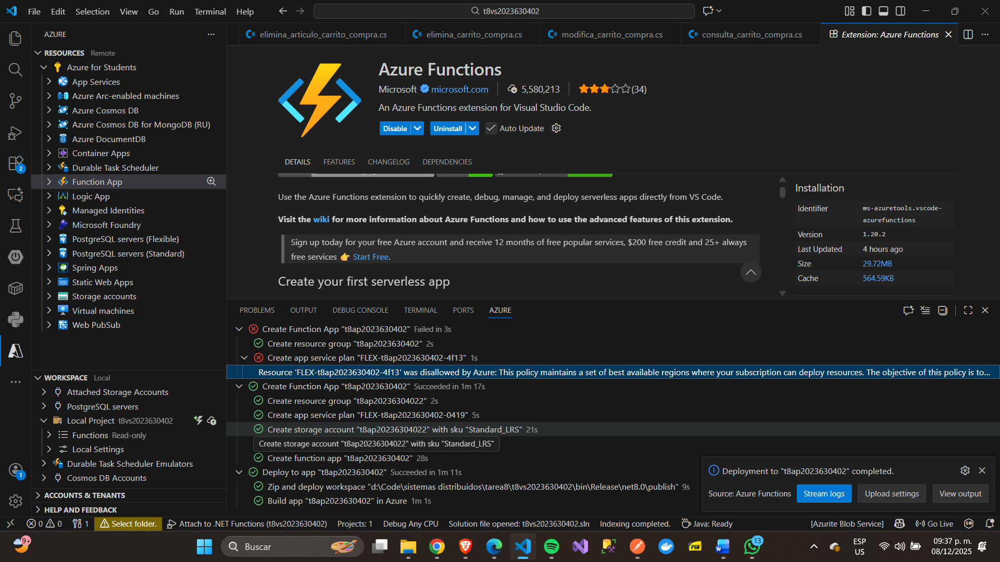 File Edit Selection View Go Run Terminal Help
t8vs2023630402
AZURE
elimina_articulo_carrito_compra.cs
elimina_carrito_compra.cs
modifica_carrito_compra.cs
consulta_carrito_compra.cs
Extension: Azure Functions
RESOURCES Remote
Azure for Students
App Services
Azure Arc-enabled machines
Azure Cosmos DB
Azure Cosmos DB for MongoDB (RU)
Azure DocumentDB
Container Apps
Durable Task Scheduler
Function App
Logic App
Managed Identities
Microsoft Foundry
PostgreSQL servers (Flexible)
PostgreSQL servers (Standard)
Spring Apps
Static Web Apps
Storage accounts
Virtual machines
Web PubSub
2
WORKSPACE Local
Attached Storage Accounts
PostgreSQL servers
Local Project t8vs2023630402
Functions Read-only
Local Settings
Durable Task Scheduler Emulators
Cosmos DB Accounts
ACCOUNTS & TENANTS
HELP AND FEEDBACK
1
Azure Functions
Microsoft microsoft.com 5,580,213 (34)
An Azure Functions extension for Visual Studio Code.
Disable Uninstall Auto Update
DETAILS FEATURES CHANGELOG DEPENDENCIES
Use the Azure Functions extension to quickly create, debug, manage, and deploy serverless apps directly from VS Code.
Visit the wiki for more information about Azure Functions and how to use the advanced features of this extension.
Sign up today for your free Azure account and receive 12 months of free popular services, $200 free credit and 25+ always
free services 👉 Start Free.
Create your first serverless app
Installation
Identifier ms-azuretools.vscode-
azurefunctions
Version 1.20.2
Last Updated 4 hours ago
Size 29.72MB
Cache 564.59KB
PROBLEMS OUTPUT DEBUG CONSOLE TERMINAL PORTS AZURE
Create Function App "t8ap2023630402" Failed in 3s
Create resource group "t8ap2023630402" 2s
Create app service plan "FLEX-t8ap2023630402-4f13" 1s
Resource 'FLEX-t8ap2023630402-4f13' was disallowed by Azure: This policy maintains a set of best available regions where your subscription can deploy resources. The objective of this policy is to...
Create Function App "t8ap2023630402" Succeeded in 1m 17s
Create resource group "t8ap20236304022" 2s
Create app service plan "FLEX-t8ap2023630402-0419" 5s
Create storage account "t8ap20236304022" with sku "Standard_LRS" 21s
Create storage account "t8ap20236304022" with sku "Standard_LRS"
Create function app "t8ap2023630402" 28s
Deploy to app "t8ap2023630402" Succeeded in 1m 11s
Zip and deploy workspace "d:\Code\sistemas distribuidos\tarea8\t8vs2023630402\bin\Release\net8.0\publish" 9s
Build app "t8ap2023630402" in Azure 1m 1s
Deployment to "t8ap2023630402" completed.
Source: Azure Functions Stream logs Upload settings View output
0 0 1 Select folder. Attach to .NET Functions (t8vs2023630402) Projects: 1 Debug Any CPU Solution file opened: t8vs2023630402.sln Indexing completed. Java: Ready [Azurite Blob Service] Go Live
9+
Buscar
PDF
13
ESP
US
09:37 p. m.
08/12/2025